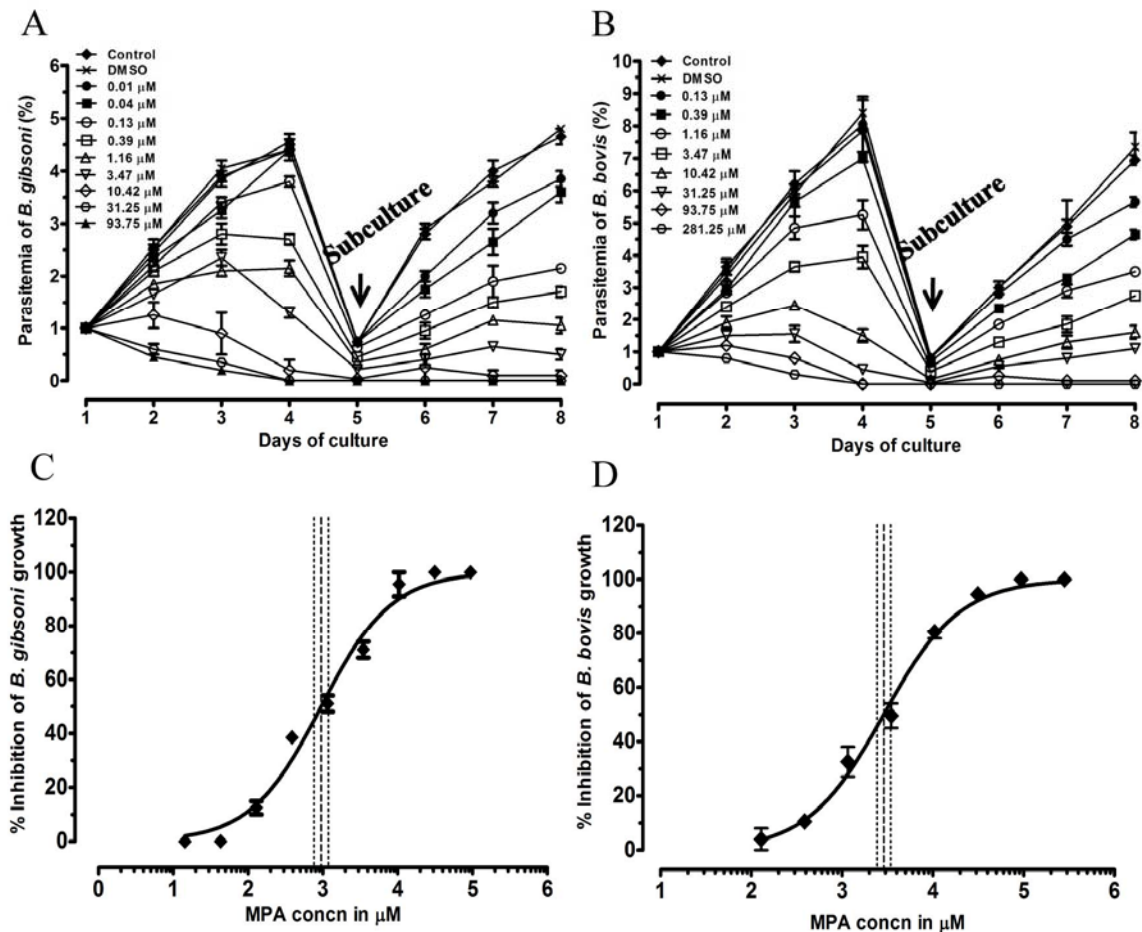 A
Control
DMSO
0.01 μM
0.04 μM
0.13 μM
0.39 μM
1.16 μM
3.47 μM
10.42 μM
31.25 μM
93.75 μM
Parasitemia of B. gibsoni (%)
6
5
4
3
2
1
0
Subculture
1 2 3 4 5 6 7 8
Days of culture
B
Control
DMSO
0.13 μM
0.39 μM
1.16 μM
3.47 μM
10.42 μM
31.25 μM
93.75 μM
281.25 μM
Parasitemia of B. bovis (%)
10
9
8
7
6
5
4
3
2
1
0
Subculture
1 2 3 4 5 6 7 8
Days of culture
C
% Inhibition of B. gibsoni growth
120
100
80
60
40
20
0
0 1 2 3 4 5 6
MPA concn in μM
D
% Inhibition of B. bovis growth
120
100
80
60
40
20
0
1 2 3 4 5 6
MPA concn in μM